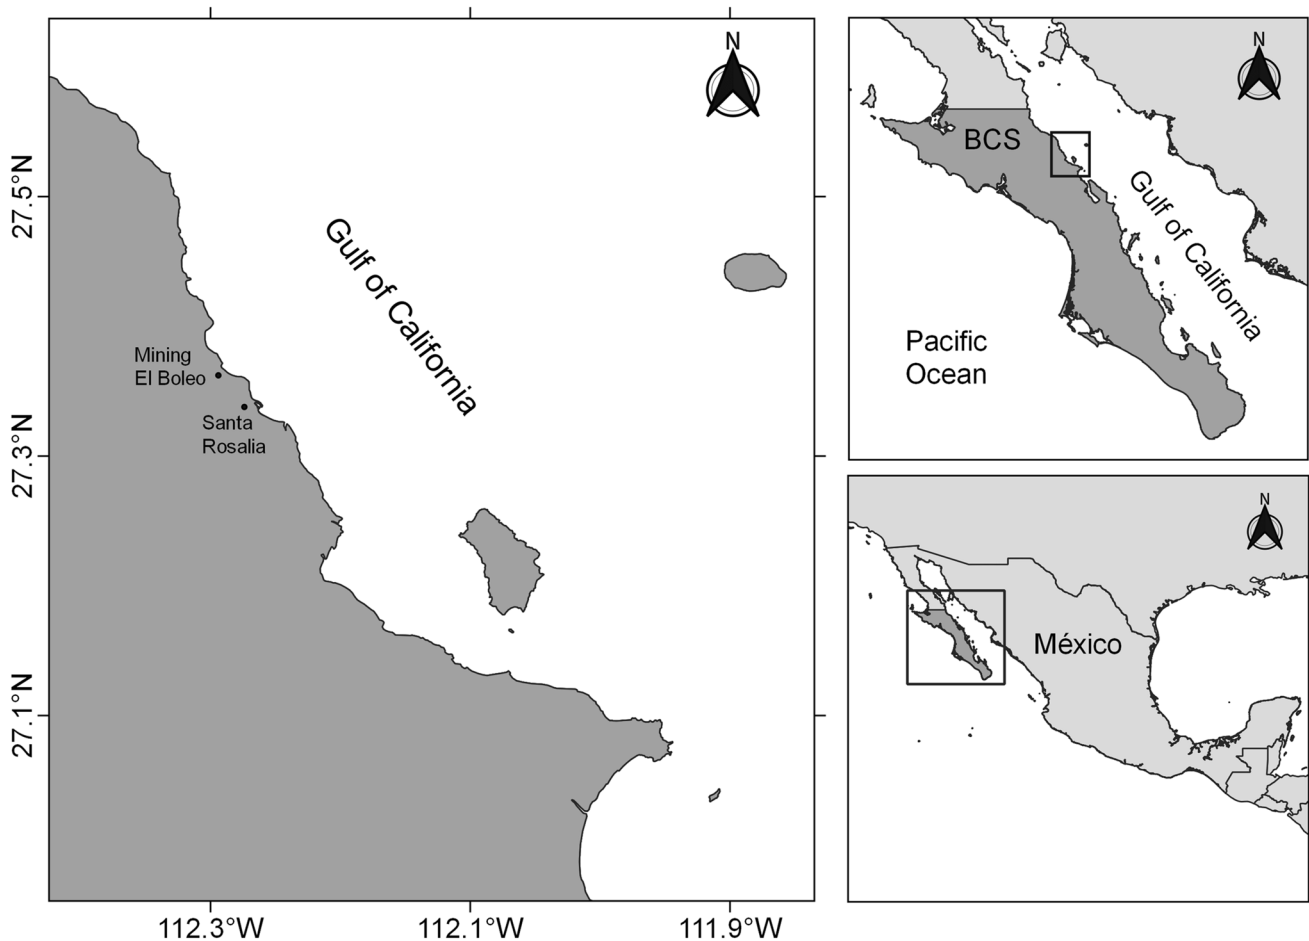 N
27.5°N
Gulf of California
Mining
El Boleo
Santa
Rosalia
27.3°N
27.1°N
112.3°W
112.1°W
111.9°W
N
BCS
Gulf of California
Pacific
Ocean
N
México